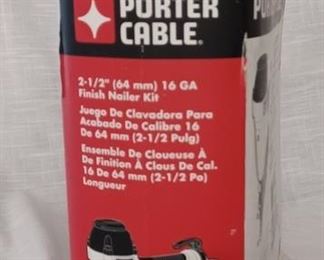 PORTER
CABLE®
2-1/2" (64 mm) 16 GA
Finish Nailer Kit
Juego De Clavadora Para
Acabado De Calibre 16
De 64 mm (2-1/2 Pulg)
Ensemble De Cloueuse À
De Finition À Clous De Cal.
16 De 64 mm (2-1/2 Po)
Longueur